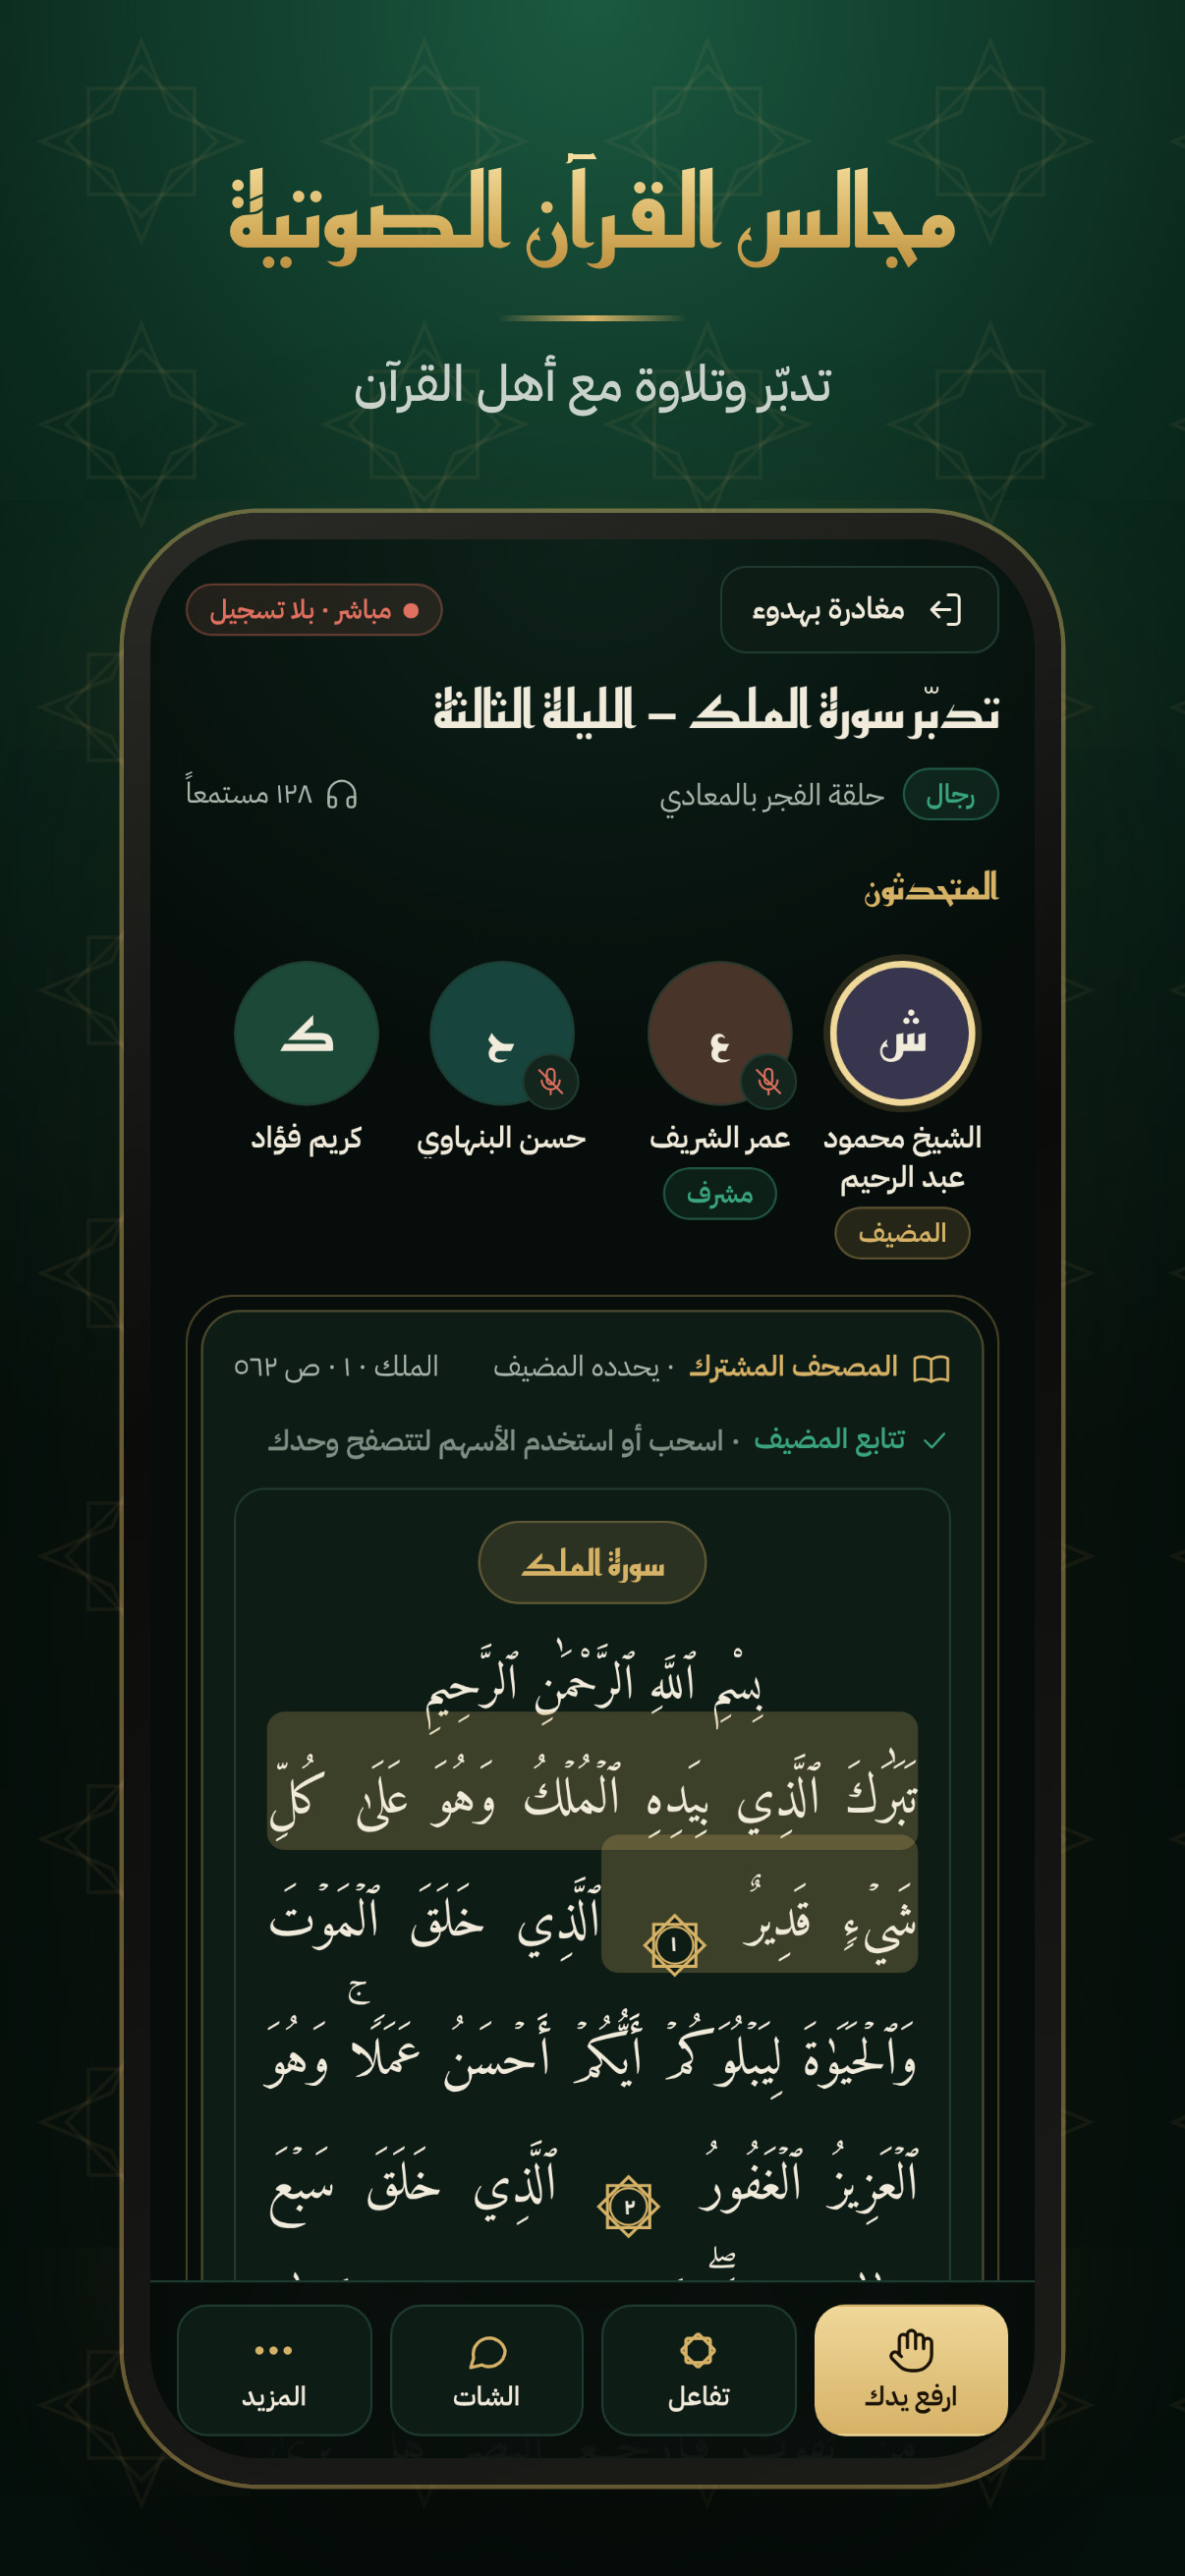 مجالس القرآن الصوتية
تدبّر وتلاوة مع أهل القرآن
مغادرة بهدوء
مباشر · بلا تسجيل
تدبّر سورة الملك – الليلة الثالثة
رجال حلقة الفجر بالمعادي
١٢٨ مستمعاً
المتحدثون
ش
ع
ح
ك
الشيخ محمود عبد الرحيم
المضيف
عمر الشريف
مشرف
حسن البنهاوي
كريم فؤاد
المصحف المشترك · يحدده المضيف
الملك · ١ · ص ٥٦٢
تتابع المضيف · اسحب أو استخدم الأسهم لتتصفح وحدك
سورة الملك
بِسْمِ ٱللَّهِ ٱلرَّحْمَٰنِ ٱلرَّحِيمِ
تَبَٰرَكَ ٱلَّذِي بِيَدِهِ ٱلۡمُلۡكُ وَهُوَ عَلَىٰ كُلِّ
شَيۡءٖ قَدِيرٌ ١ ٱلَّذِي خَلَقَ ٱلۡمَوۡتَ
وَٱلۡحَيَوٰةَ لِيَبۡلُوَكُمۡ أَيُّكُمۡ أَحۡسَنُ عَمَلٗاۚ وَهُوَ
ٱلۡعَزِيزُ ٱلۡغَفُورُ ٢ ٱلَّذِي خَلَقَ سَبۡعَ
ارفع يدك
تفاعل
الشات
المزيد